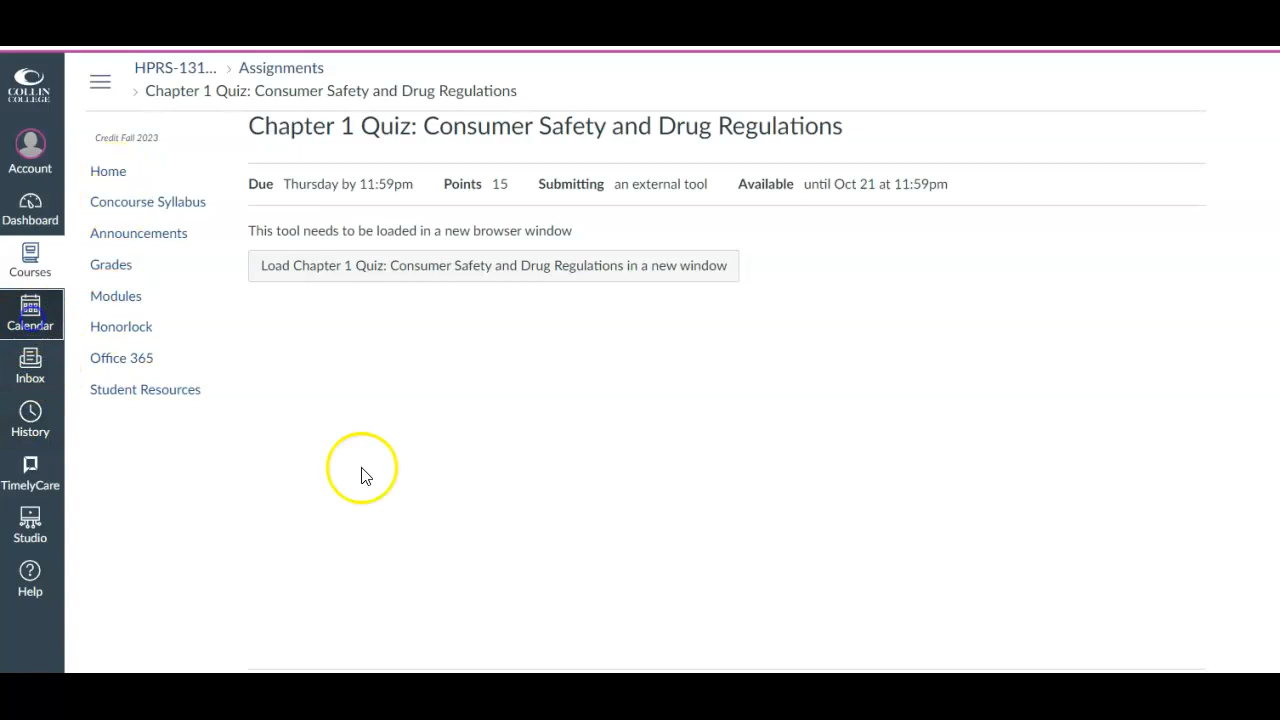 HPRS-131... › Assignments
› Chapter 1 Quiz: Consumer Safety and Drug Regulations
COLLIN
COLLEGE
Account
Dashboard
Courses
Calendar
Inbox
History
TimelyCare
Studio
Help
Credit Fall 2023
Home
Concourse Syllabus
Announcements
Grades
Modules
Honorlock
Office 365
Student Resources
Chapter 1 Quiz: Consumer Safety and Drug Regulations
Due Thursday by 11:59pm Points 15 Submitting an external tool Available until Oct 21 at 11:59pm
This tool needs to be loaded in a new browser window
Load Chapter 1 Quiz: Consumer Safety and Drug Regulations in a new window